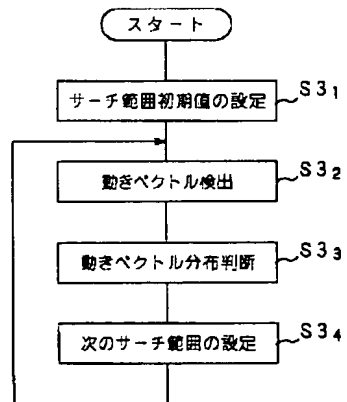 スタート
サーチ範囲初期値の設定 S31
動きベクトル検出 S32
動きベクトル分布判断 S33
次のサーチ範囲の設定 S34